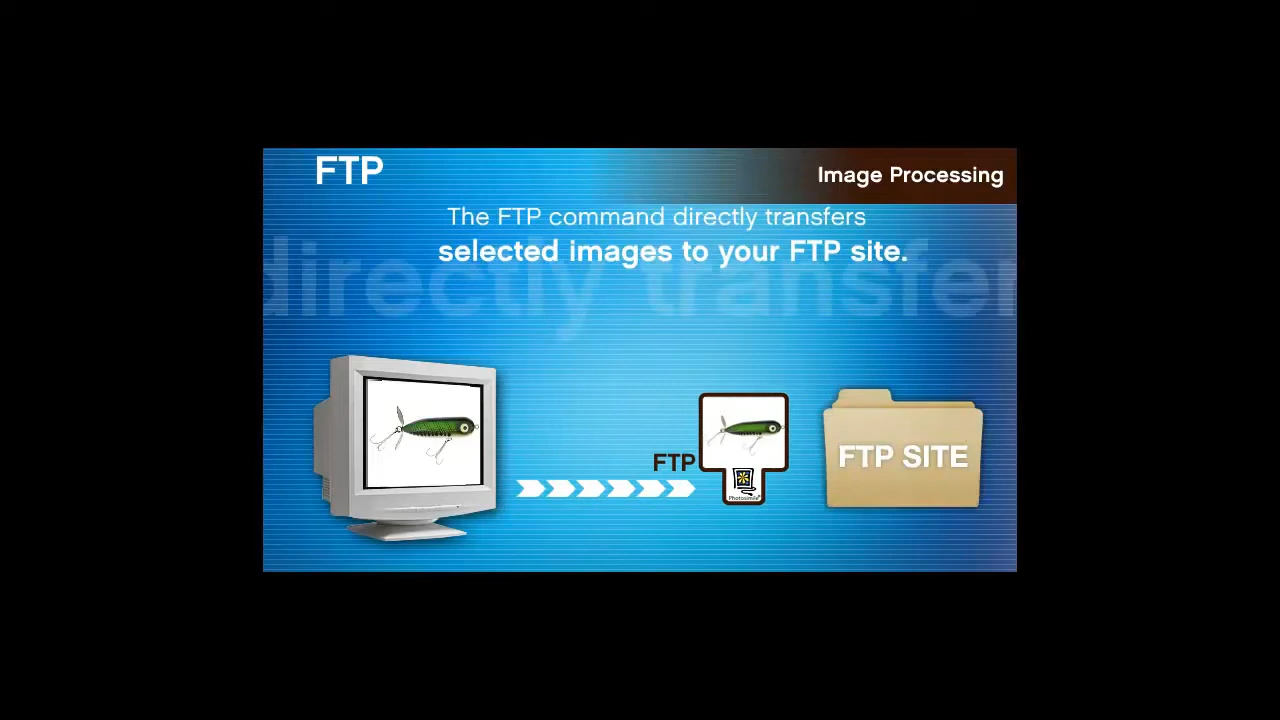 FTP
Image Processing
The FTP command directly transfers
selected images to your FTP site.
directly transfer
FTP SITE
FTP
Photosimile